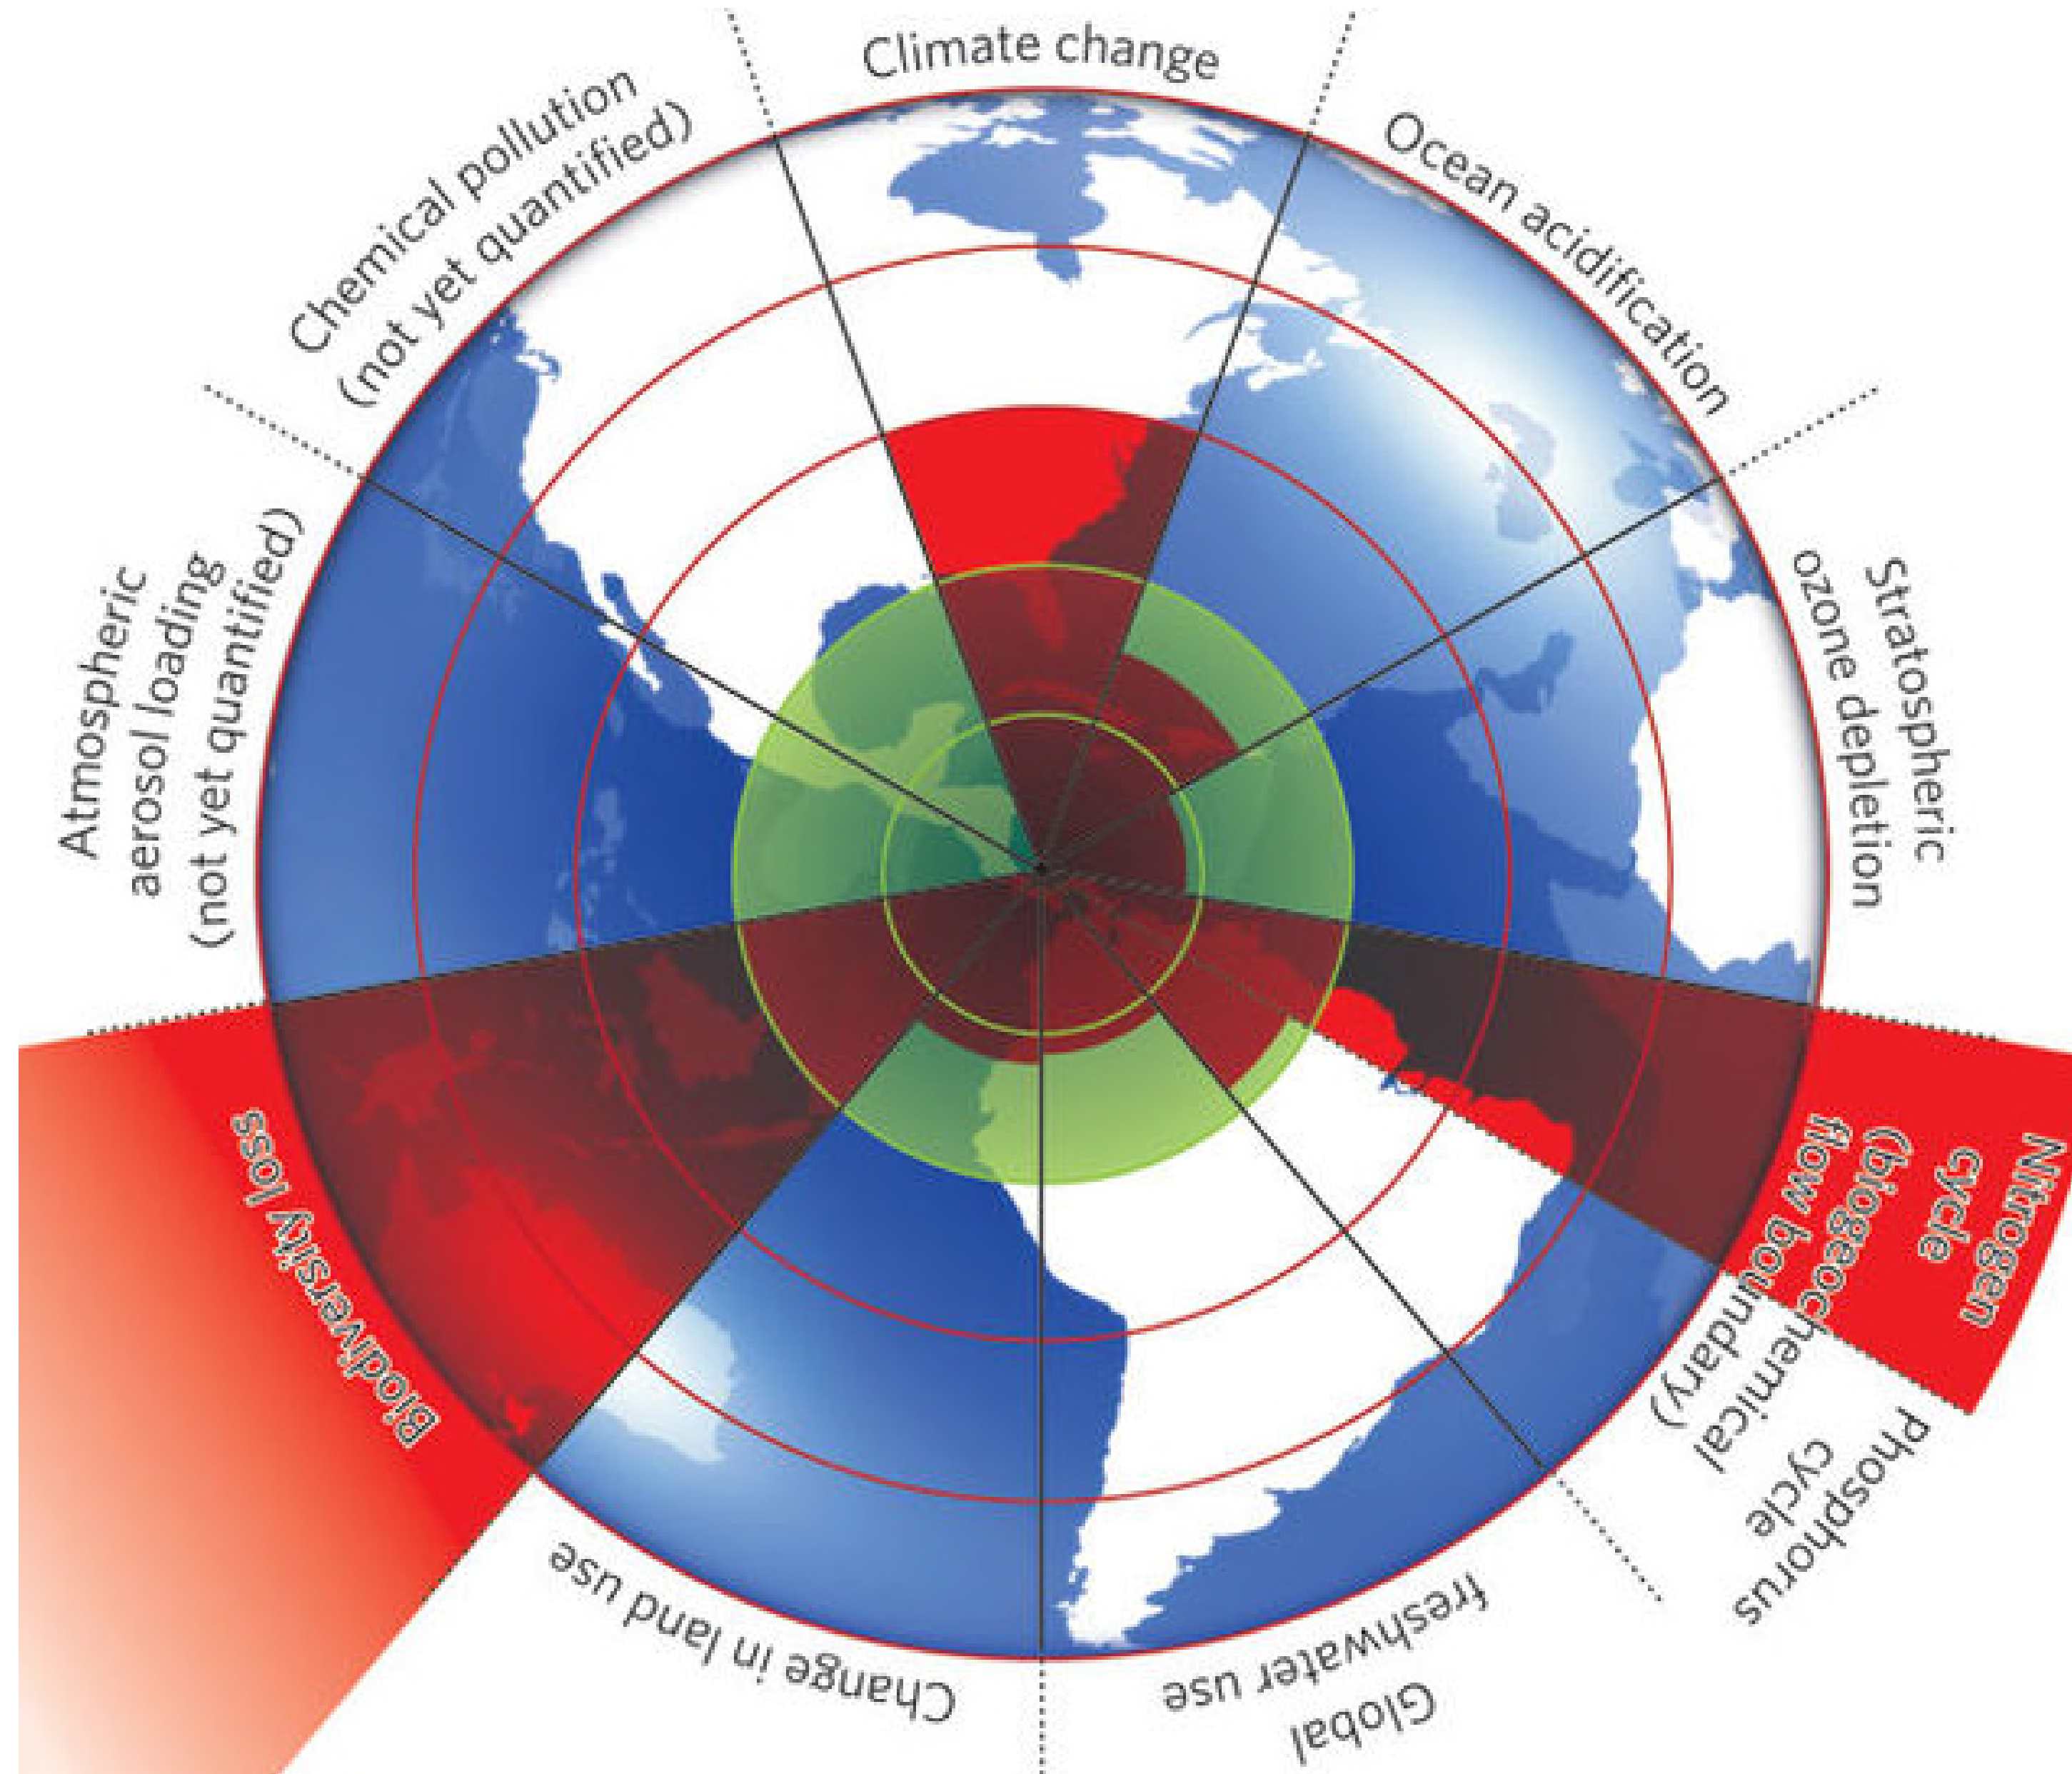 Climate change
Ocean acidification
Stratospheric
ozone depletion
Nitrogen
cycle
(biogeochemical
flow boundary)
Phosphorus
cycle
Global
freshwater use
Change in land use
Biodiversity loss
Atmospheric
aerosol loading
(not yet quantified)
Chemical pollution
(not yet quantified)